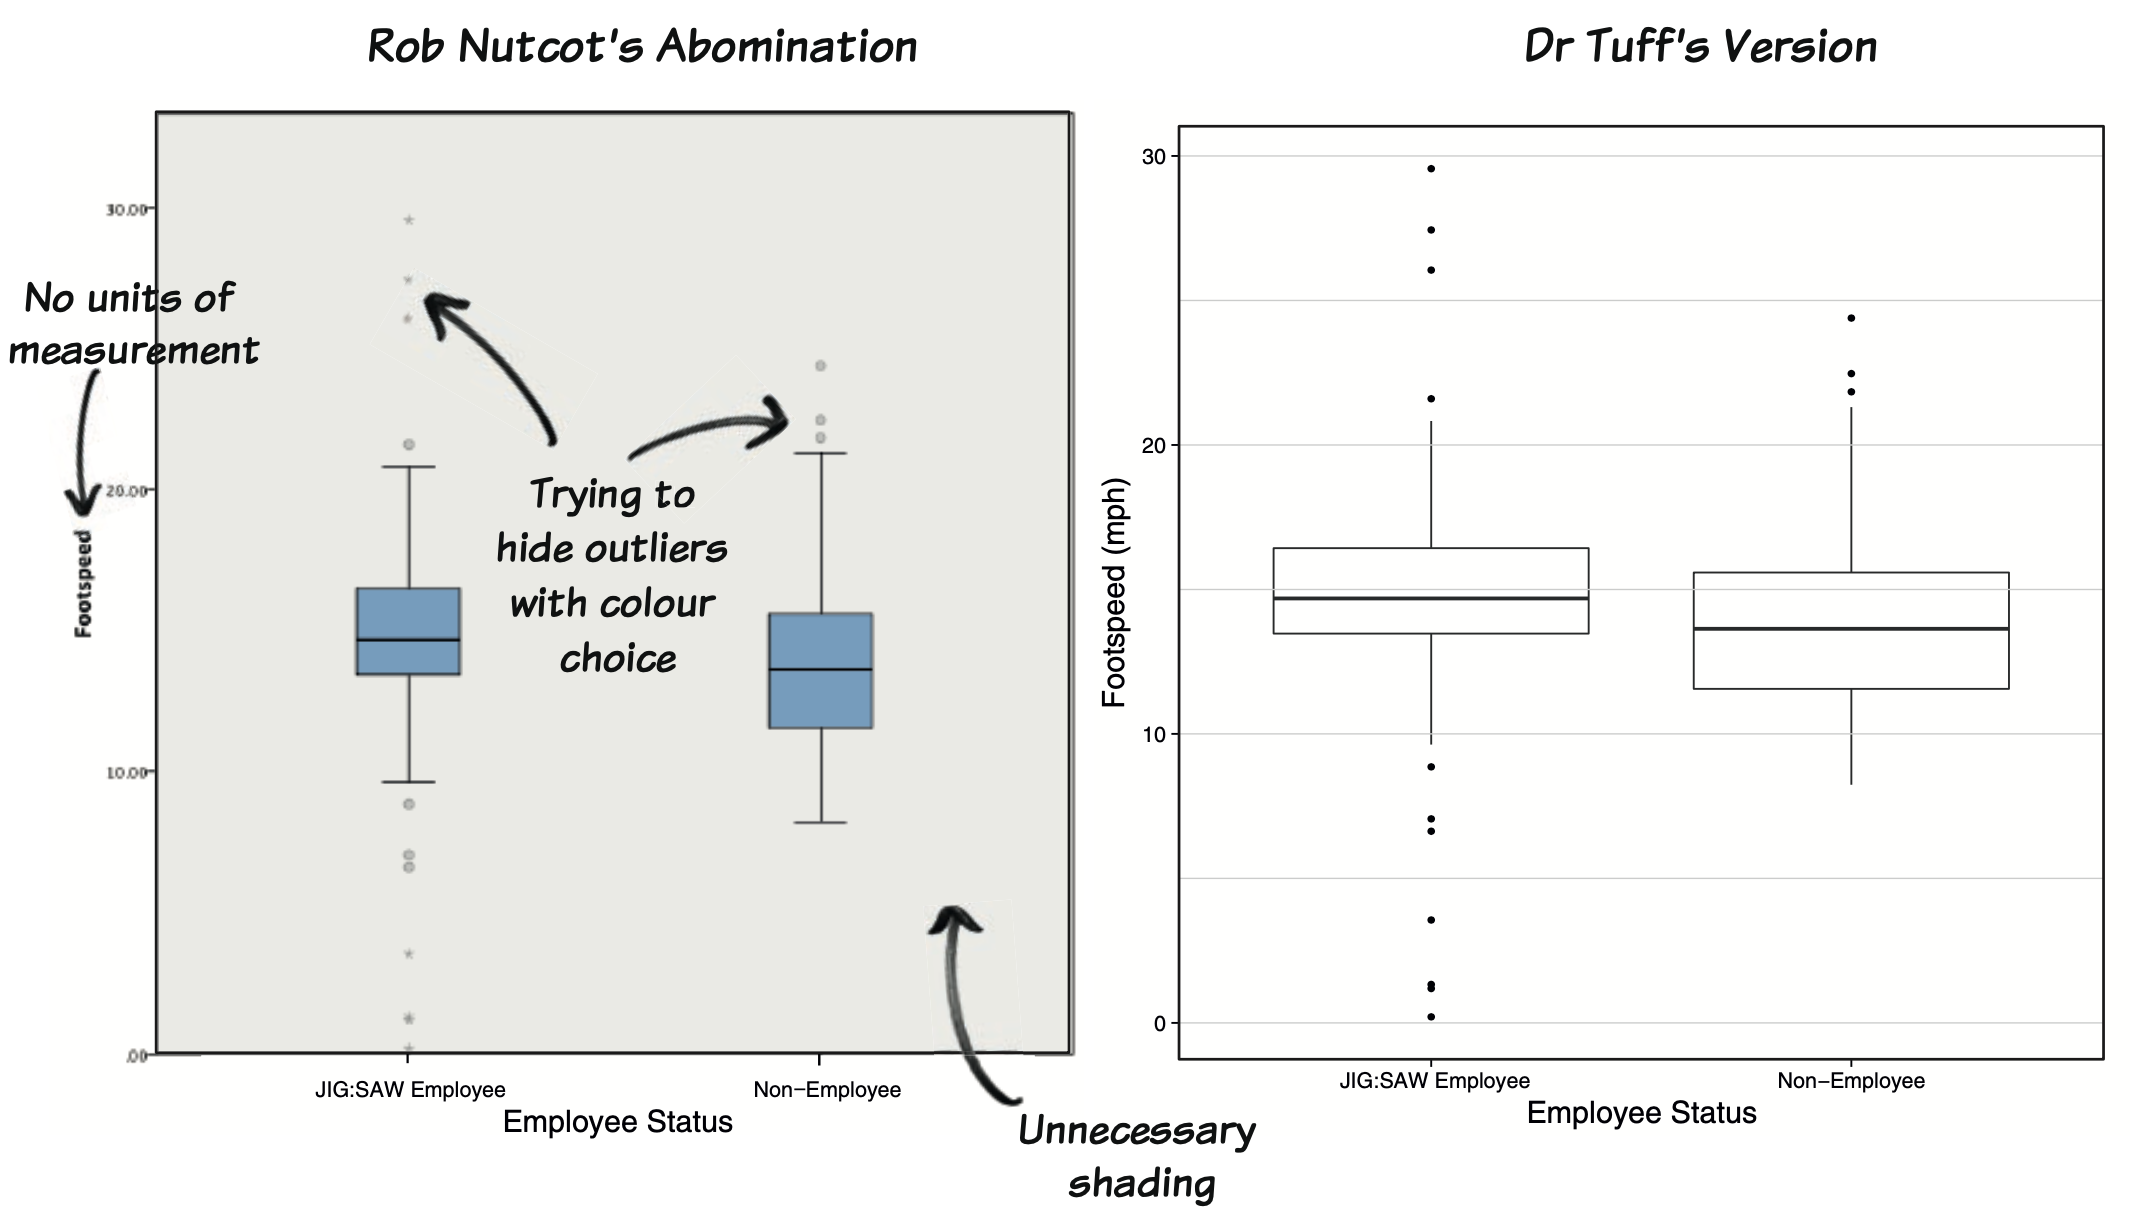 Rob Nutcot's Abomination
30.00
No units of
measurement
20.00
Footspeed
Trying to
hide outliers
with colour
choice
10.00
.00
JIG:SAW Employee
Non-Employee
Employee Status
Unnecessary
shading
Dr Tuff's Version
30
20
Footspeed (mph)
10
0
JIG:SAW Employee
Non-Employee
Employee Status